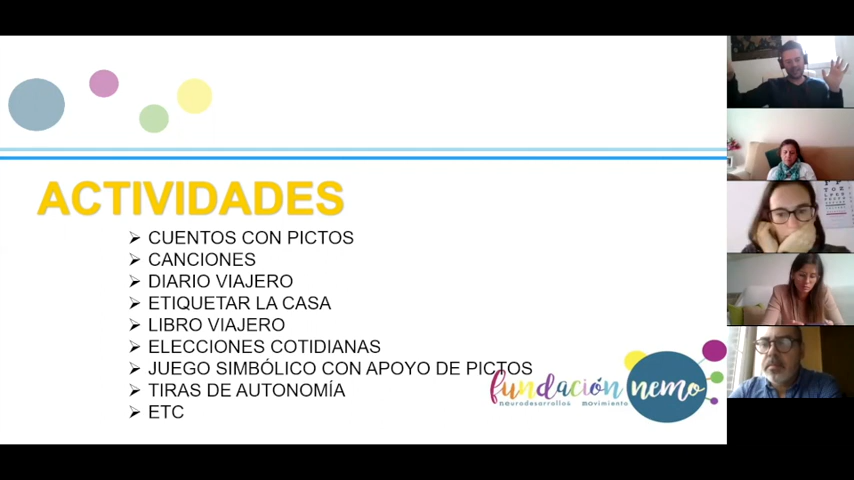 ACTIVIDADES
➢ CUENTOS CON PICTOS
➢ CANCIONES
➢ DIARIO VIAJERO
➢ ETIQUETAR LA CASA
➢ LIBRO VIAJERO
➢ ELECCIONES COTIDIANAS
➢ JUEGO SIMBÓLICO CON APOYO DE PICTOS
➢ TIRAS DE AUTONOMÍA
➢ ETC
fundación nemo
neurodesarrollos movimiento